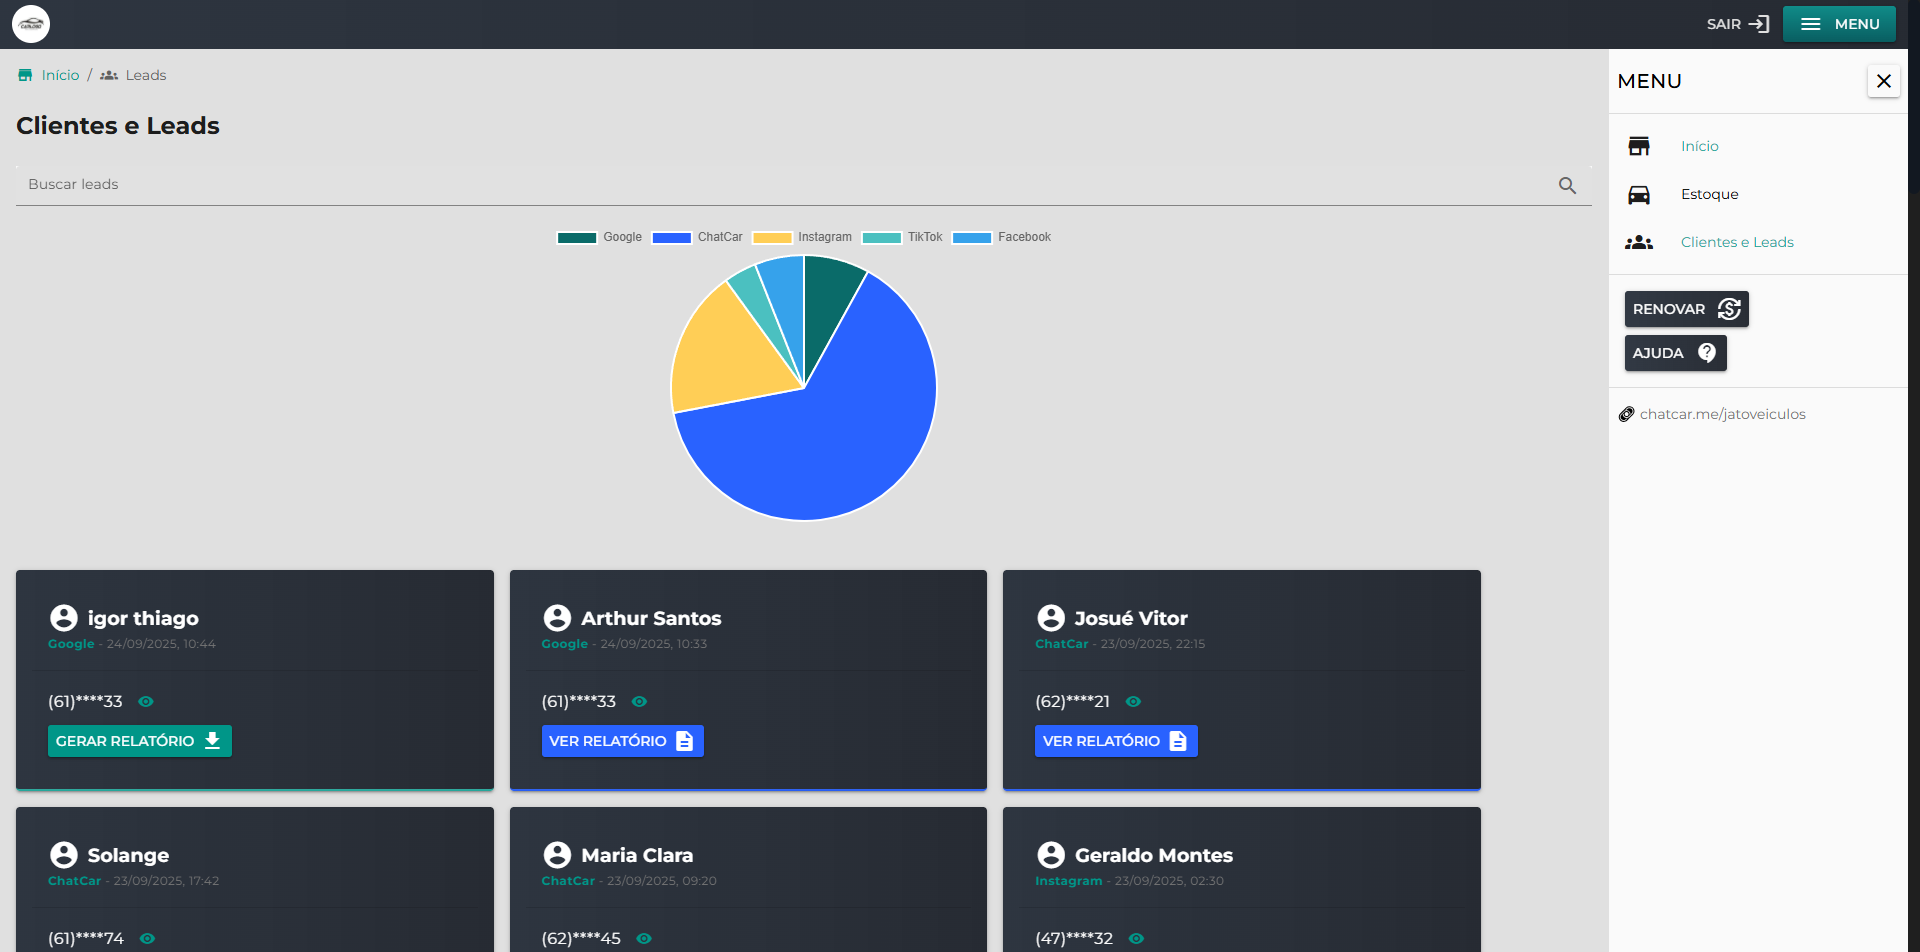 SAIR
MENU
Início / Leads
Clientes e Leads
Buscar leads
Google ChatCar Instagram TikTok Facebook
igor thiago
Google - 24/09/2025, 10:44
(61)****33
GERAR RELATÓRIO
Arthur Santos
Google - 24/09/2025, 10:33
(61)****33
VER RELATÓRIO
Josué Vitor
ChatCar - 23/09/2025, 22:15
(62)****21
VER RELATÓRIO
Solange
ChatCar - 23/09/2025, 17:42
(61)****74
Maria Clara
ChatCar - 23/09/2025, 09:20
(62)****45
Geraldo Montes
Instagram - 23/09/2025, 02:30
(47)****32
MENU
Início
Estoque
Clientes e Leads
RENOVAR
AJUDA
chatcar.me/jatoveiculos